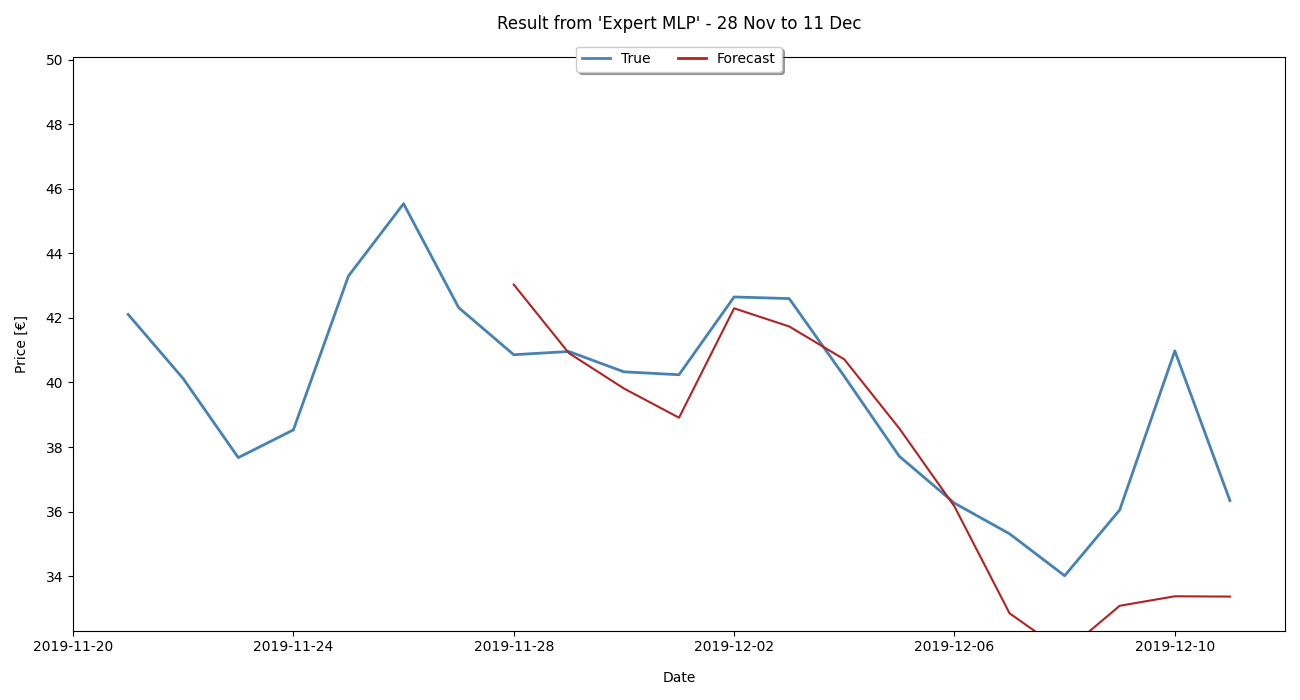 Result from 'Expert MLP' - 28 Nov to 11 Dec
True Forecast
50
48
46
44
42
40
38
36
34
Price [€]
2019-11-20 2019-11-24 2019-11-28 2019-12-02 2019-12-06 2019-12-10
Date